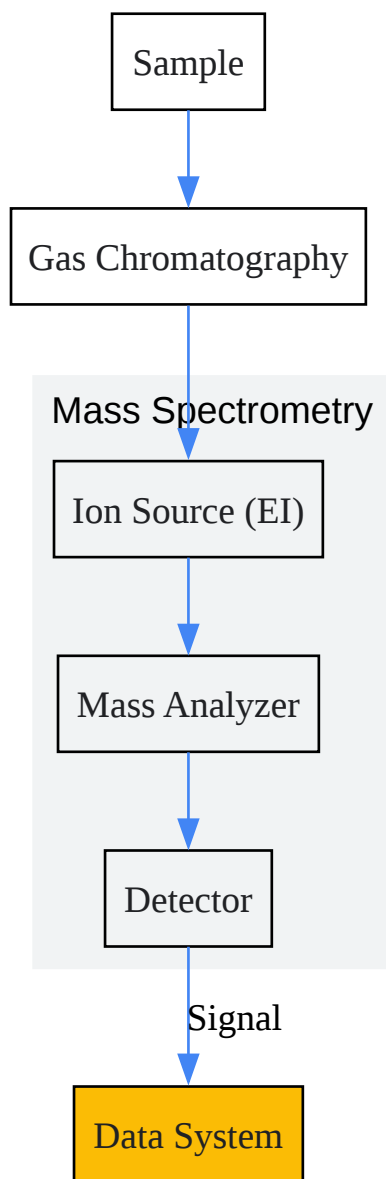 Sample
Gas Chromatography
Mass Spectrometry
Ion Source (EI)
Mass Analyzer
Detector
Signal
Data System